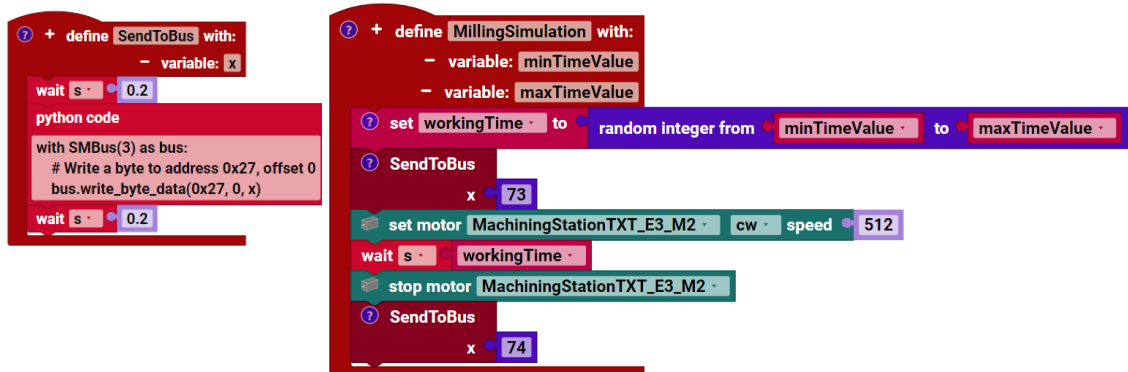 ? + define SendToBus with:
− variable: x
wait s 0.2
python code
with SMBus(3) as bus:
# Write a byte to address 0x27, offset 0
bus.write_byte_data(0x27, 0, x)
wait s 0.2
? + define MillingSimulation with:
− variable: minTimeValue
− variable: maxTimeValue
? set workingTime to random integer from minTimeValue to maxTimeValue
? SendToBus
x 73
set motor MachiningStationTXT_E3_M2 cw speed 512
wait s workingTime
stop motor MachiningStationTXT_E3_M2
? SendToBus
x 74